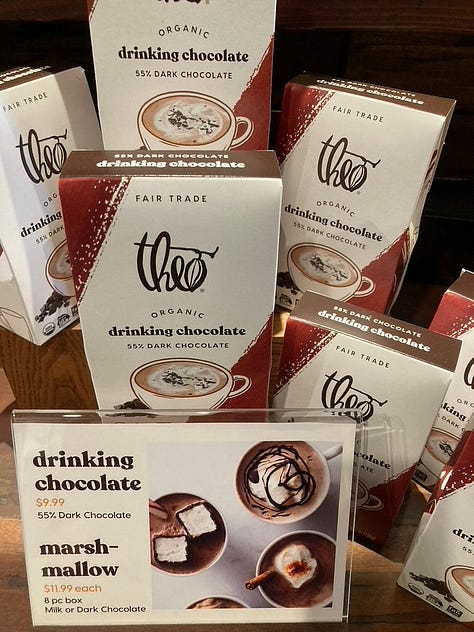 ORGANIC
drinking chocolate
55% DARK CHOCOLATE
FAIR TRADE
theo
ORGANIC
drinking
55% DARK
drinking chocolate
FAIR TRADE
theo
ORGANIC
drinking chocolate
55% DARK CHOCOLATE
55% DARK CHOCOLATE
drinking chocolate
FAIR TRADE
theo
ORGANIC
drinking chocolate
55% DARK CHOCOLATE
55% DARK CHOCOLATE
drinking chocolate
FAIR TRADE
theo
drinking
chocolate
$9.99
55% Dark Chocolate
marsh-
mallow
$11.99 each
8 pc box
Milk or Dark Chocolate